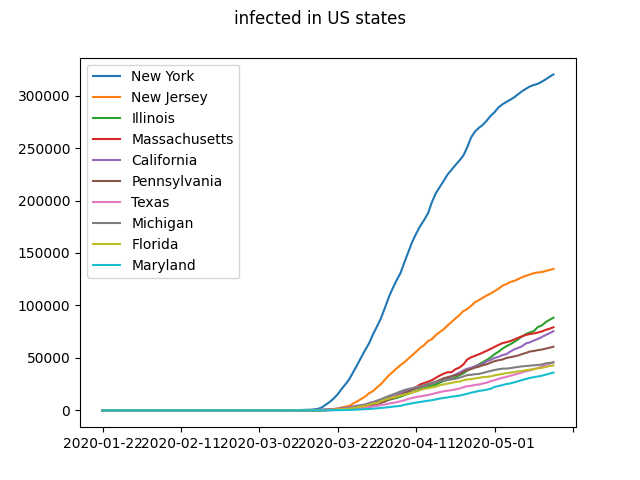 infected in US states
300000
250000
200000
150000
100000
50000
0
New York
New Jersey
Illinois
Massachusetts
California
Pennsylvania
Texas
Michigan
Florida
Maryland
2020-01-22 2020-02-11 2020-03-02 2020-03-22 2020-04-11 2020-05-01